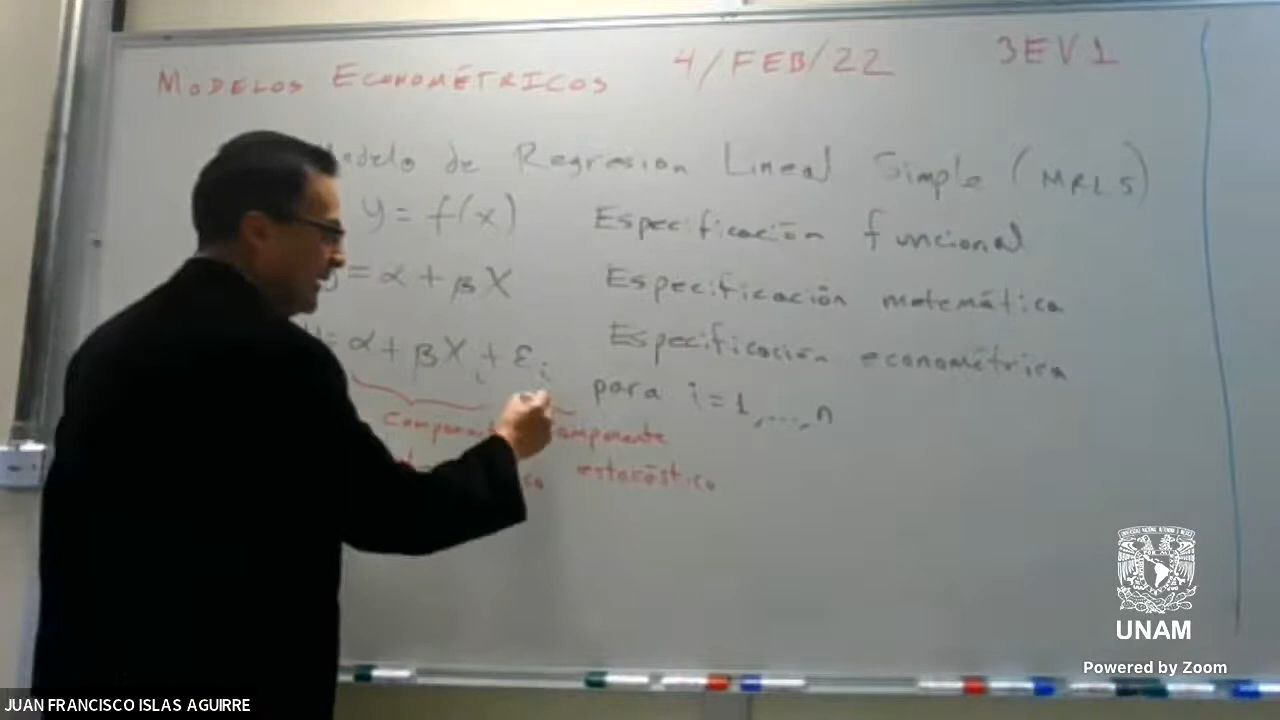 MODELOS ECONOMÉTRICOS 4/FEB/22 3EV1
Modelo de Regresion Lineal Simple (MRLS)
y = f(x) Especificación funcional
= α + βX Especificación matemática
= α + βXi + εi Especificación econométrica
para i=1,...,n
Componente
estocástico
UNAM
Powered by Zoom
JUAN FRANCISCO ISLAS AGUIRRE